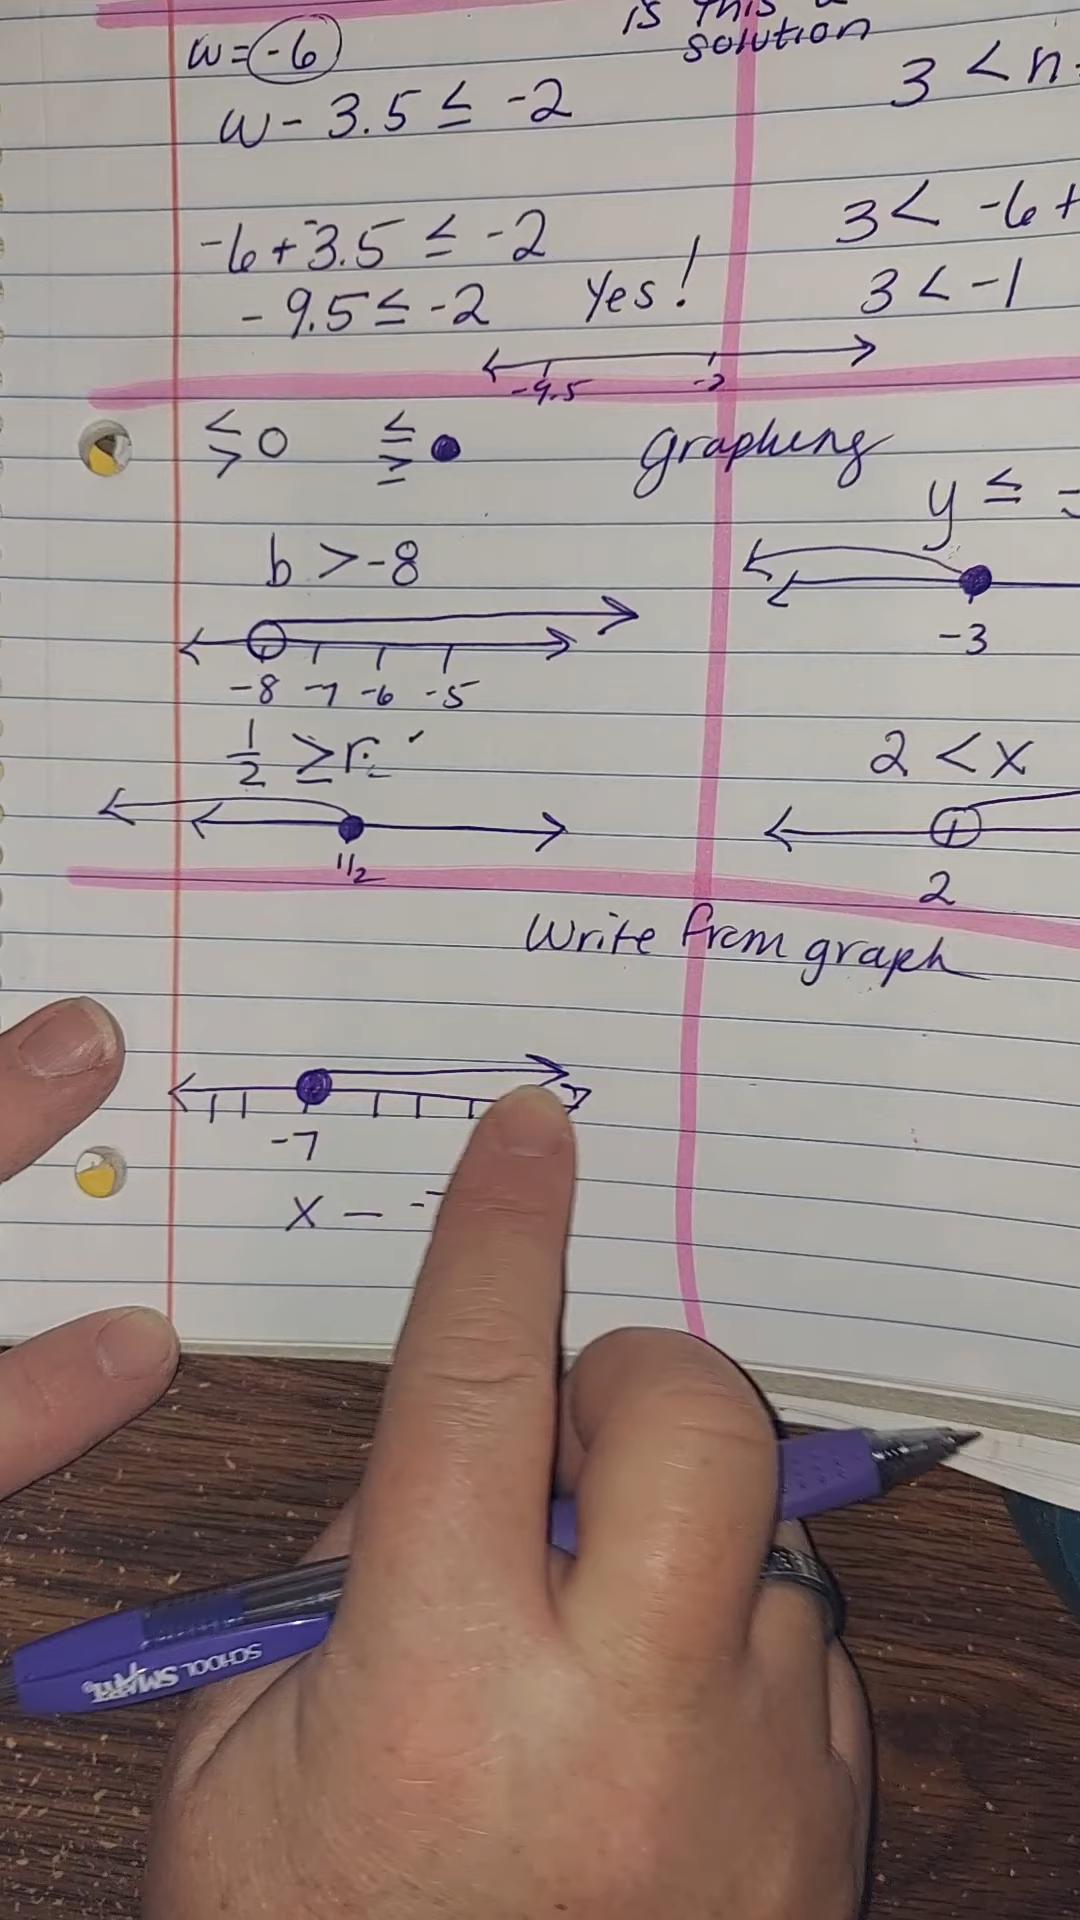 is this a
solution
w = -6
w - 3.5 ≤ -2
3 < n
-6 + -3.5 ≤ -2
3 < -6 +
-9.5 ≤ -2 Yes!
3 < -1
-9.5 -2
< > ○ ≤ ≥ ●
Graphing
y ≤
b > -8
-3
-8 -7 -6 -5
1/2 ≥ r
2 < x
1/2
2
Write from graph
-7
x — -7
SCHOOL SMART